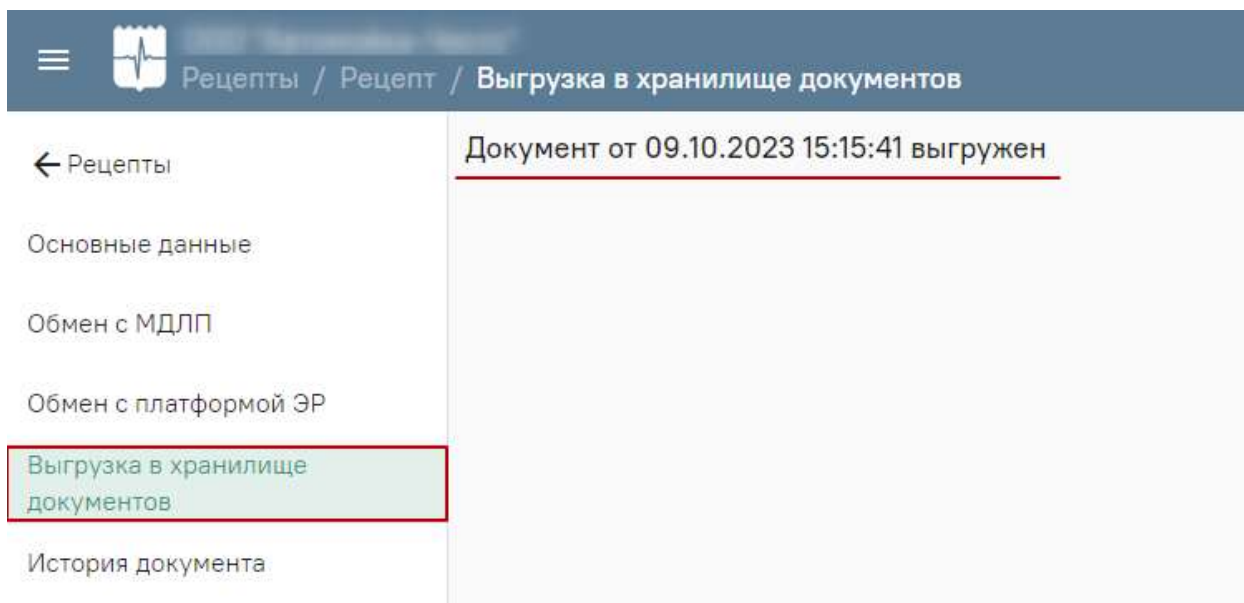 Рецепты / Рецепт / Выгрузка в хранилище документов
← Рецепты
Документ от 09.10.2023 15:15:41 выгружен
Основные данные
Обмен с МДЛП
Обмен с платформой ЭР
Выгрузка в хранилище
документов
История документа